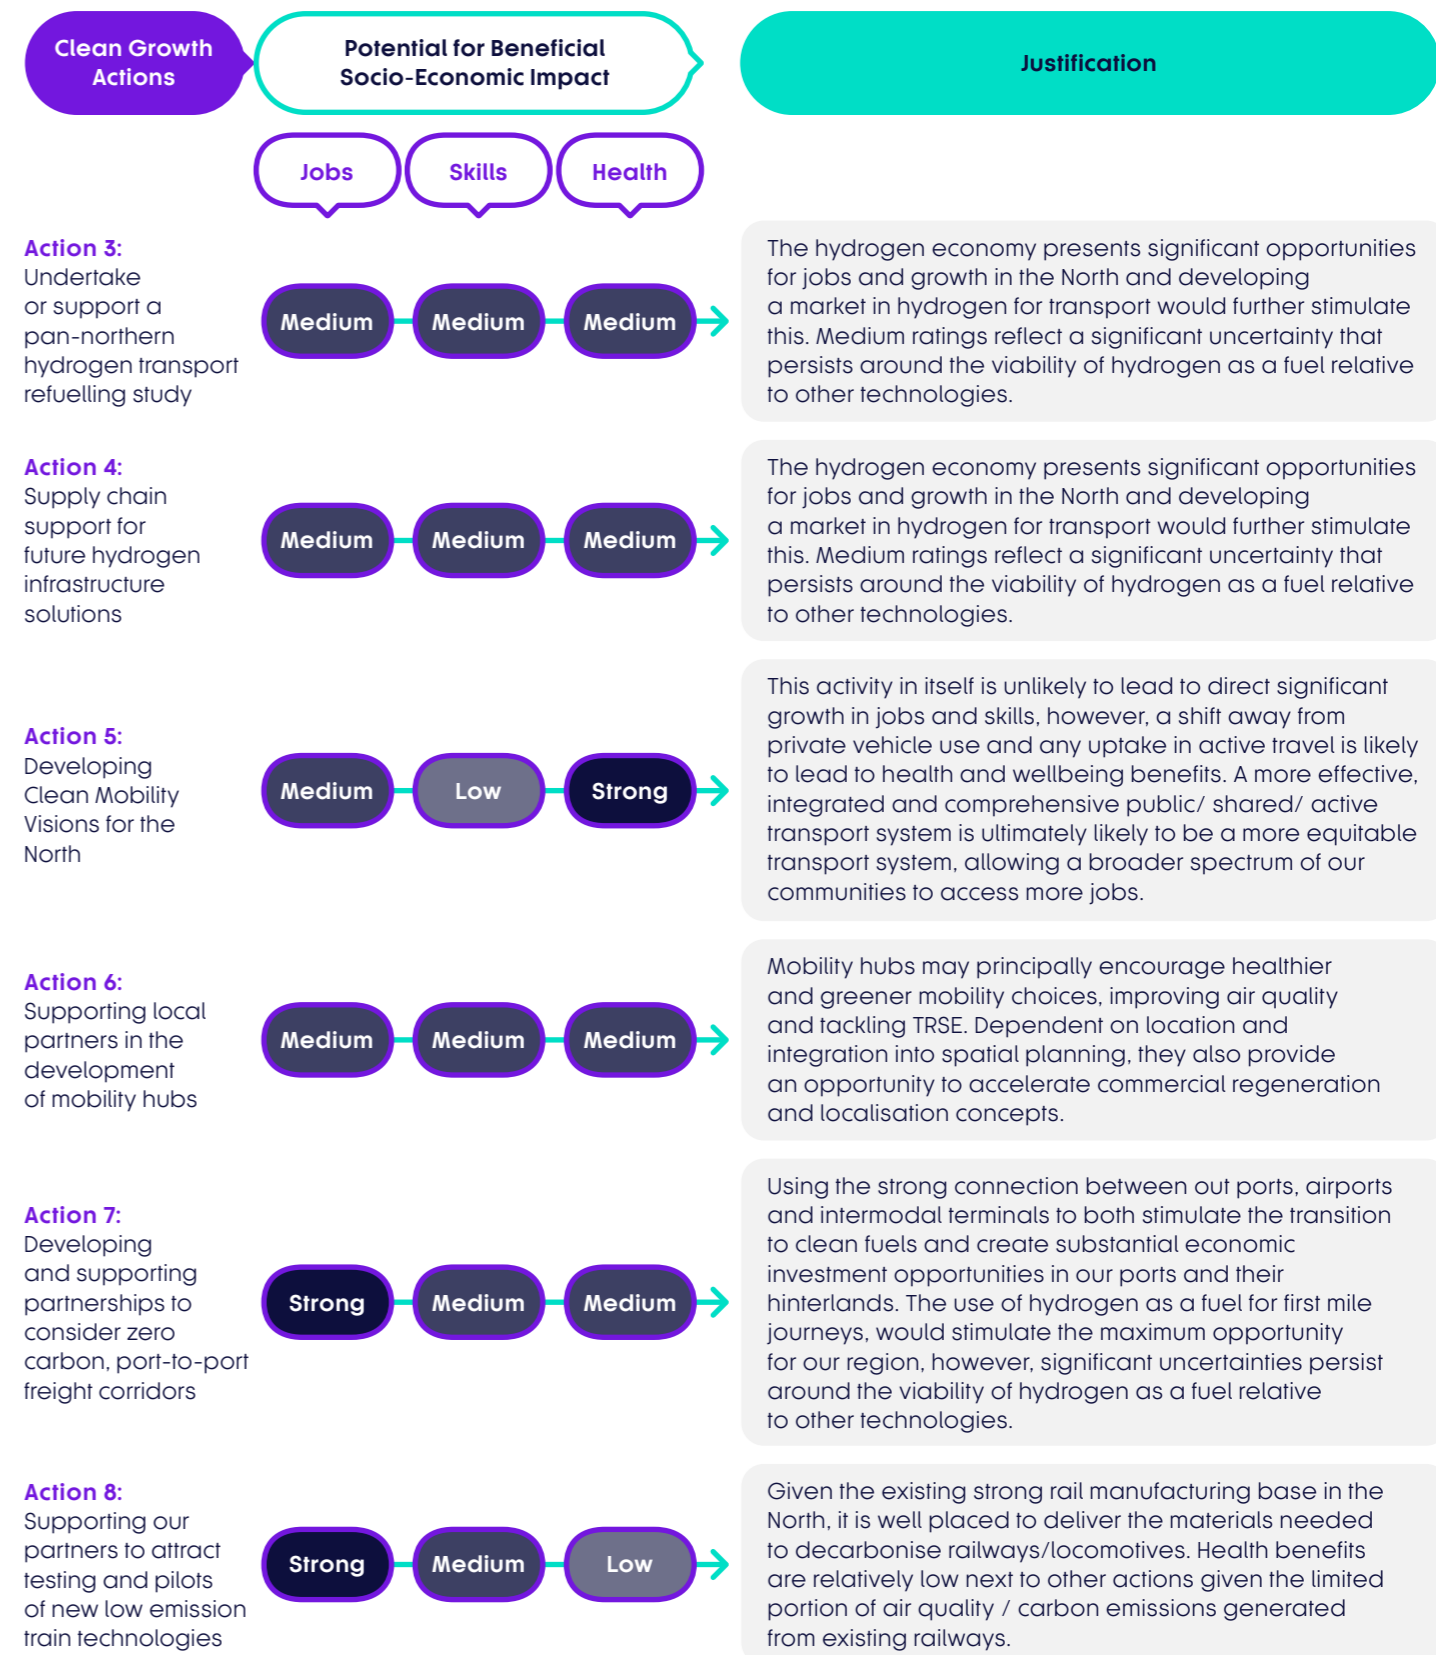 Clean Growth
Actions
Potential for Beneficial
Socio-Economic Impact
Justification
Jobs
Skills
Health
Action 3:
Undertake
or support a
pan-northern
hydrogen transport
refuelling study
Medium
Medium
Medium
The hydrogen economy presents significant opportunities
for jobs and growth in the North and developing
a market in hydrogen for transport would further stimulate
this. Medium ratings reflect a significant uncertainty that
persists around the viability of hydrogen as a fuel relative
to other technologies.
Action 4:
Supply chain
support for
future hydrogen
infrastructure
solutions
Medium
Medium
Medium
The hydrogen economy presents significant opportunities
for jobs and growth in the North and developing
a market in hydrogen for transport would further stimulate
this. Medium ratings reflect a significant uncertainty that
persists around the viability of hydrogen as a fuel relative
to other technologies.
Action 5:
Developing
Clean Mobility
Visions for the
North
Medium
Low
Strong
This activity in itself is unlikely to lead to direct significant
growth in jobs and skills, however, a shift away from
private vehicle use and any uptake in active travel is likely
to lead to health and wellbeing benefits. A more effective,
integrated and comprehensive public/ shared/ active
transport system is ultimately likely to be a more equitable
transport system, allowing a broader spectrum of our
communities to access more jobs.
Action 6:
Supporting local
partners in the
development
of mobility hubs
Medium
Medium
Medium
Mobility hubs may principally encourage healthier
and greener mobility choices, improving air quality
and tackling TRSE. Dependent on location and
integration into spatial planning, they also provide
an opportunity to accelerate commercial regeneration
and localisation concepts.
Action 7:
Developing
and supporting
partnerships to
consider zero
carbon, port-to-port
freight corridors
Strong
Medium
Medium
Using the strong connection between out ports, airports
and intermodal terminals to both stimulate the transition
to clean fuels and create substantial economic
investment opportunities in our ports and their
hinterlands. The use of hydrogen as a fuel for first mile
journeys, would stimulate the maximum opportunity
for our region, however, significant uncertainties persist
around the viability of hydrogen as a fuel relative
to other technologies.
Action 8:
Supporting our
partners to attract
testing and pilots
of new low emission
train technologies
Strong
Medium
Low
Given the existing strong rail manufacturing base in the
North, it is well placed to deliver the materials needed
to decarbonise railways/locomotives. Health benefits
are relatively low next to other actions given the limited
portion of air quality / carbon emissions generated
from existing railways.